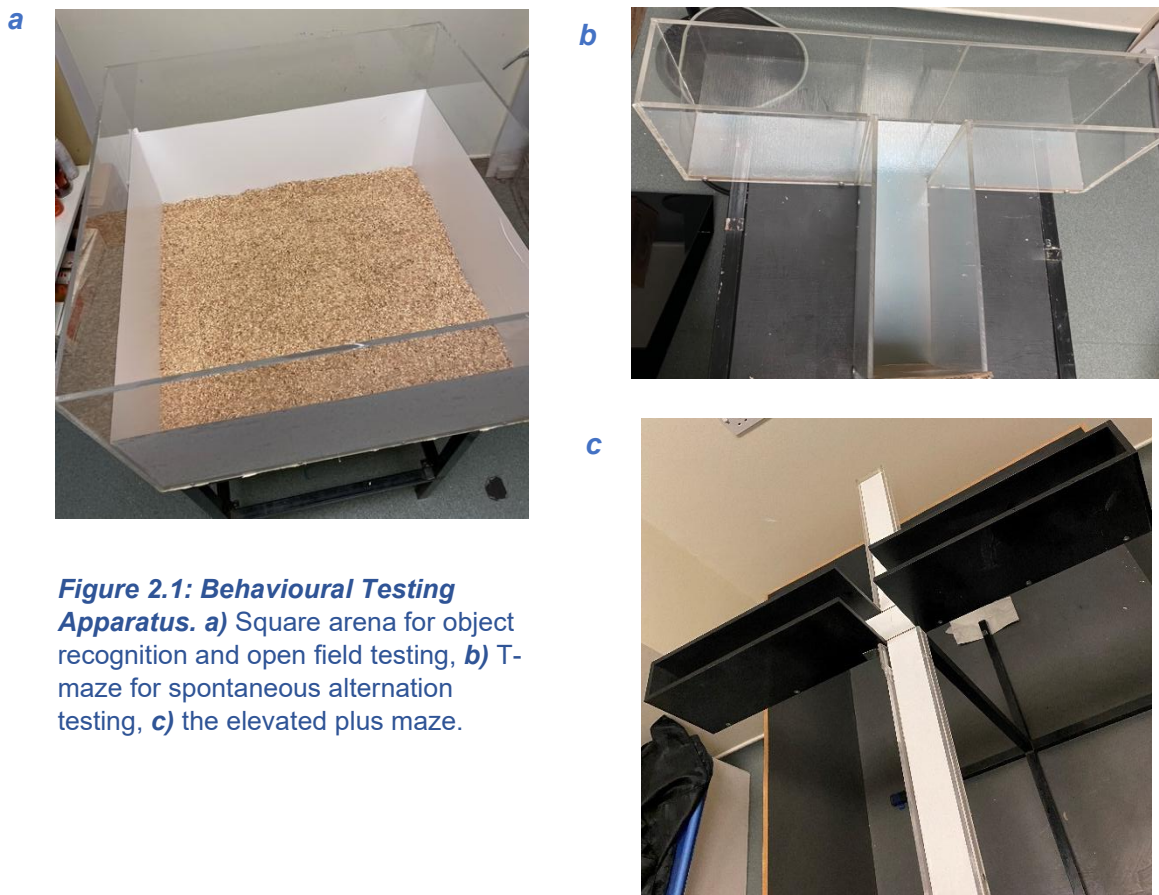 a
b
c
Figure 2.1: Behavioural Testing
Apparatus. a) Square arena for object
recognition and open field testing, b) T-
maze for spontaneous alternation
testing, c) the elevated plus maze.